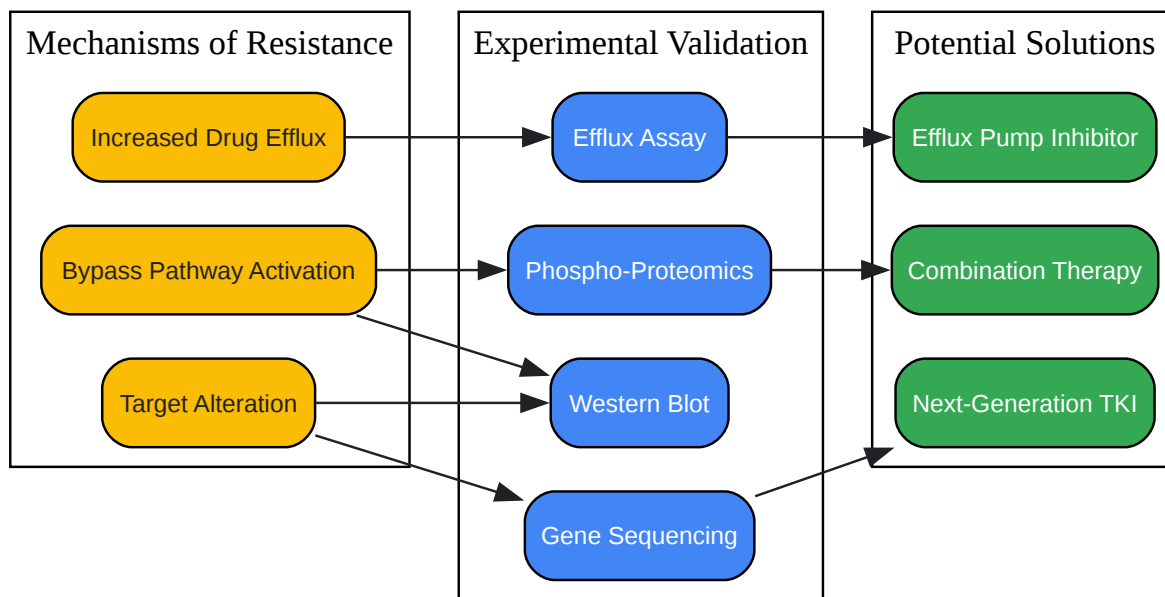 Mechanisms of Resistance
Increased Drug Efflux
Bypass Pathway Activation
Target Alteration
Experimental Validation
Efflux Assay
Phospho-Proteomics
Western Blot
Gene Sequencing
Potential Solutions
Efflux Pump Inhibitor
Combination Therapy
Next-Generation TKI